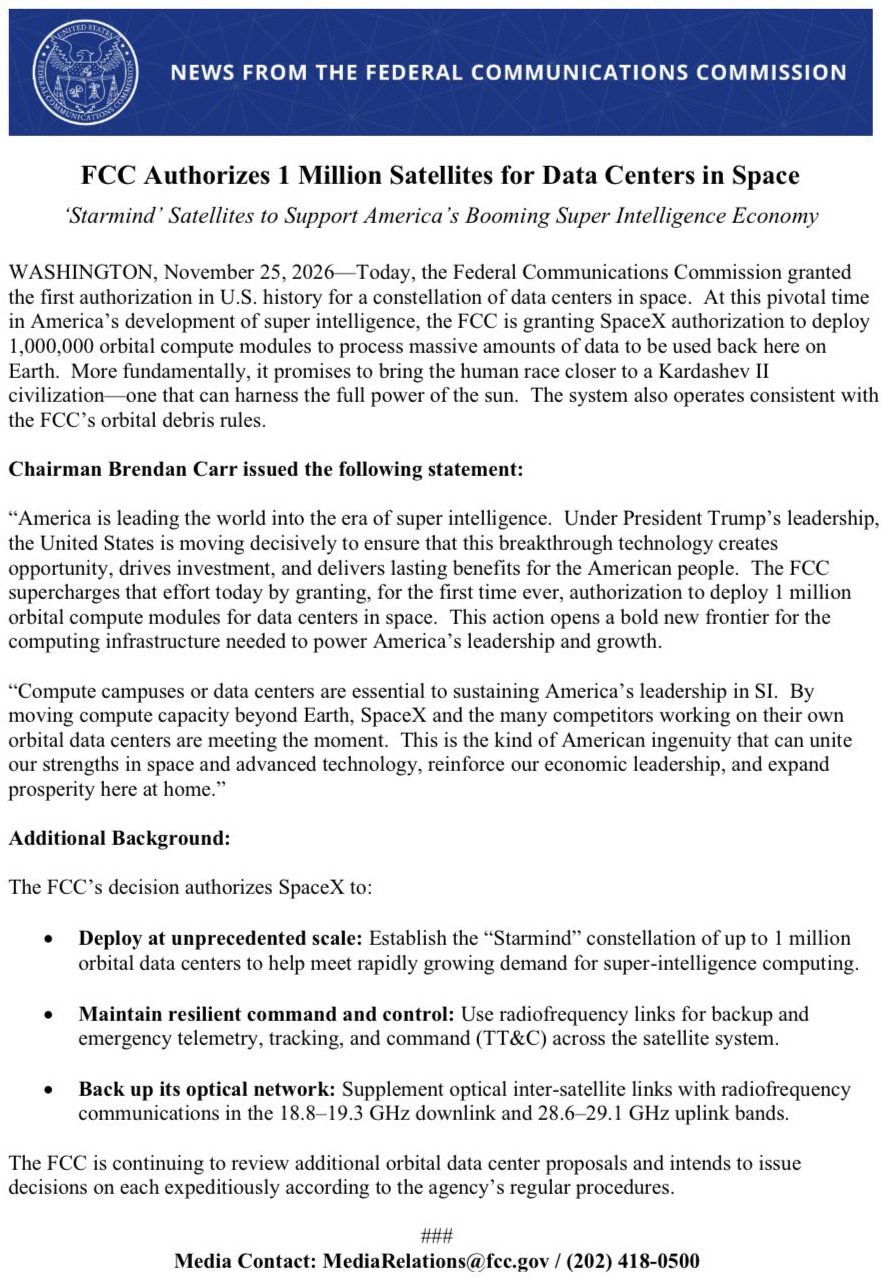 NEWS FROM THE FEDERAL COMMUNICATIONS COMMISSION
UNITED STATES
FEDERAL COMMUNICATIONS COMMISSION
FCC Authorizes 1 Million Satellites for Data Centers in Space
‘Starmind’ Satellites to Support America’s Booming Super Intelligence Economy
WASHINGTON, November 25, 2026—Today, the Federal Communications Commission granted
the first authorization in U.S. history for a constellation of data centers in space.  At this pivotal time
in America’s development of super intelligence, the FCC is granting SpaceX authorization to deploy
1,000,000 orbital compute modules to process massive amounts of data to be used back here on
Earth.  More fundamentally, it promises to bring the human race closer to a Kardashev II
civilization—one that can harness the full power of the sun.  The system also operates consistent with
the FCC’s orbital debris rules.
Chairman Brendan Carr issued the following statement:
“America is leading the world into the era of super intelligence.  Under President Trump’s leadership,
the United States is moving decisively to ensure that this breakthrough technology creates
opportunity, drives investment, and delivers lasting benefits for the American people.  The FCC
supercharges that effort today by granting, for the first time ever, authorization to deploy 1 million
orbital compute modules for data centers in space.  This action opens a bold new frontier for the
computing infrastructure needed to power America’s leadership and growth.
“Compute campuses or data centers are essential to sustaining America’s leadership in SI.  By
moving compute capacity beyond Earth, SpaceX and the many competitors working on their own
orbital data centers are meeting the moment.  This is the kind of American ingenuity that can unite
our strengths in space and advanced technology, reinforce our economic leadership, and expand
prosperity here at home.”
Additional Background:
The FCC’s decision authorizes SpaceX to:
• Deploy at unprecedented scale: Establish the “Starmind” constellation of up to 1 million
orbital data centers to help meet rapidly growing demand for super-intelligence computing.
• Maintain resilient command and control: Use radiofrequency links for backup and
emergency telemetry, tracking, and command (TT&C) across the satellite system.
• Back up its optical network: Supplement optical inter-satellite links with radiofrequency
communications in the 18.8–19.3 GHz downlink and 28.6–29.1 GHz uplink bands.
The FCC is continuing to review additional orbital data center proposals and intends to issue
decisions on each expeditiously according to the agency’s regular procedures.
###
Media Contact: MediaRelations@fcc.gov / (202) 418-0500